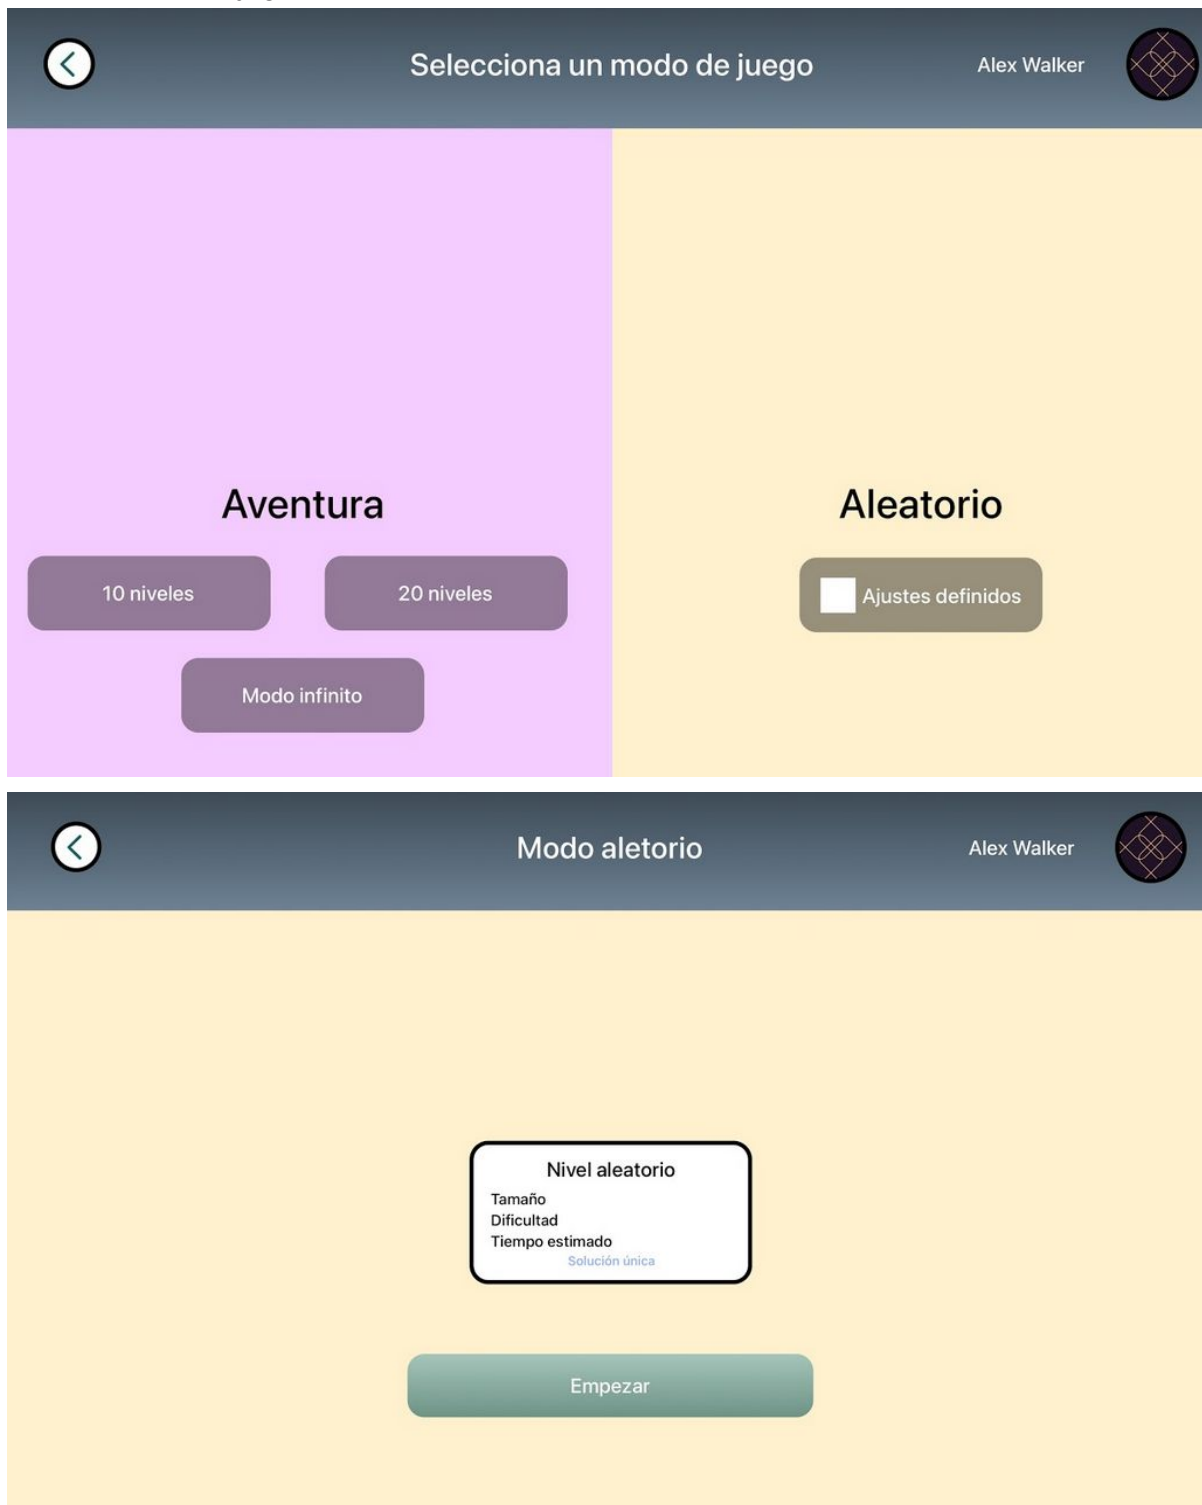 Selecciona un modo de juego
Alex Walker
Aventura
Aleatorio
10 niveles
20 niveles
Ajustes definidos
Modo infinito
Modo aletorio
Alex Walker
Nivel aleatorio
Tamaño
Dificultad
Tiempo estimado
Solución única
Empezar